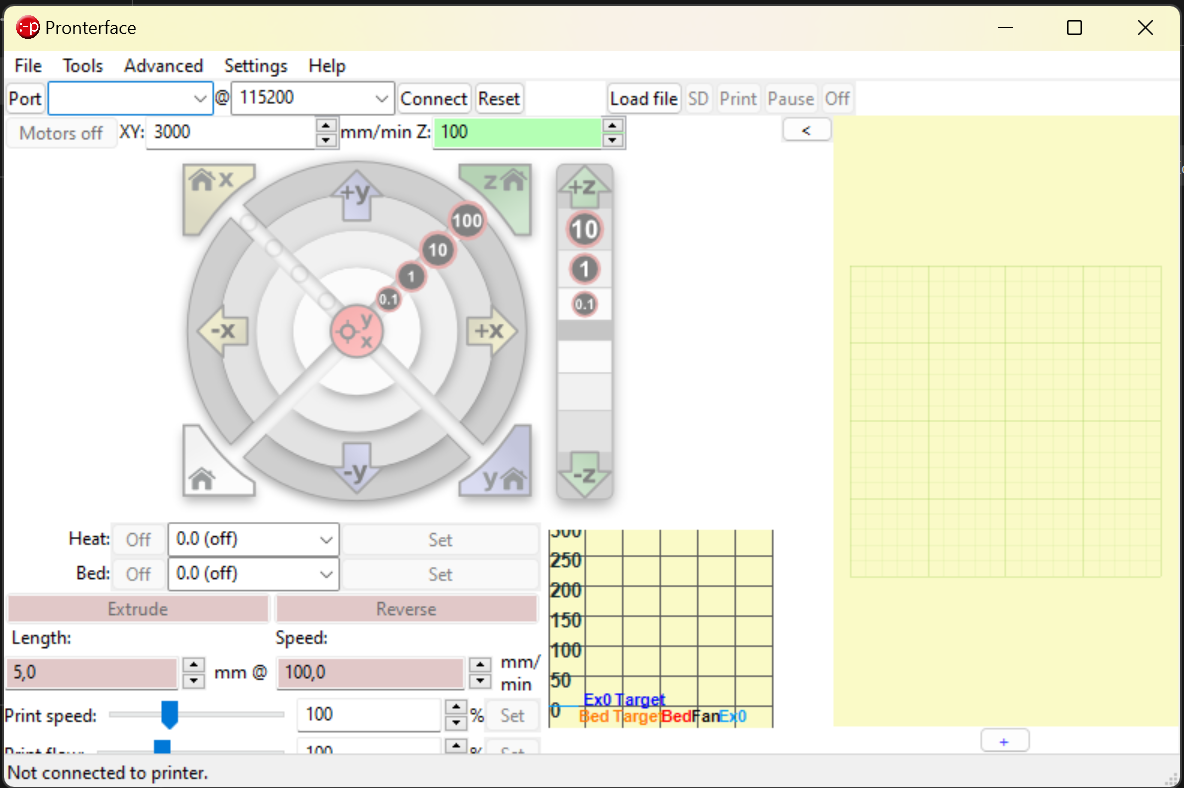 Pronterface
File Tools Advanced Settings Help
Port @ 115200 Connect Reset Load file SD Print Pause Off
Motors off XY: 3000 mm/min Z: 100 <
x z
+y +z
100 10
10
1 1
0.1 0.1
-x y x +x
-y -z
y
Heat: Off 0.0 (off) Set
Bed: Off 0.0 (off) Set
Extrude Reverse
Length: Speed:
5,0 mm @ 100,0 mm/
min
Print speed: 100 % Set
Print flow: 100 % Set
300
250
200
150
100
50
0
Ex0 Target
Bed Target Bed Fan Ex0
+
Not connected to printer.